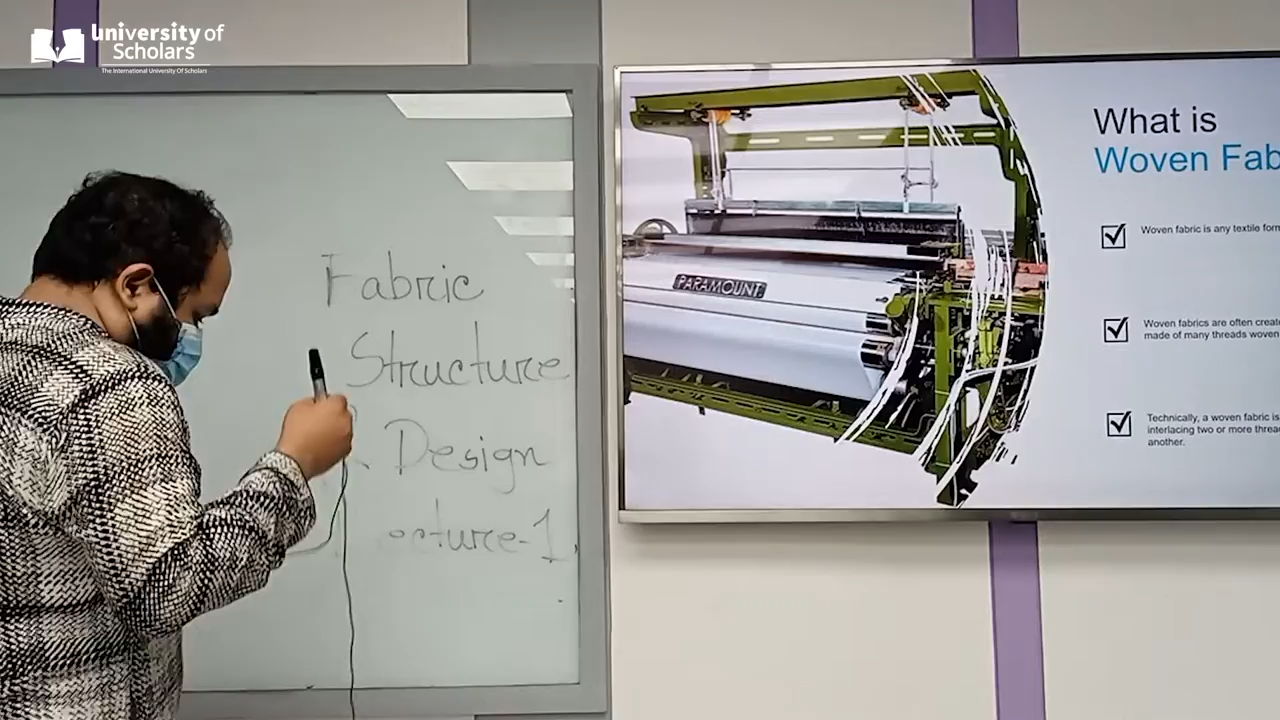 University of
Scholars
The International University Of Scholars
Fabric
Structure
Design
ecture-1
PARAMOUNT
What is
Woven Fab
Woven fabric is any textile form
Woven fabrics are often create
made of many threads woven
Technically, a woven fabric is
interlacing two or more threa
another.